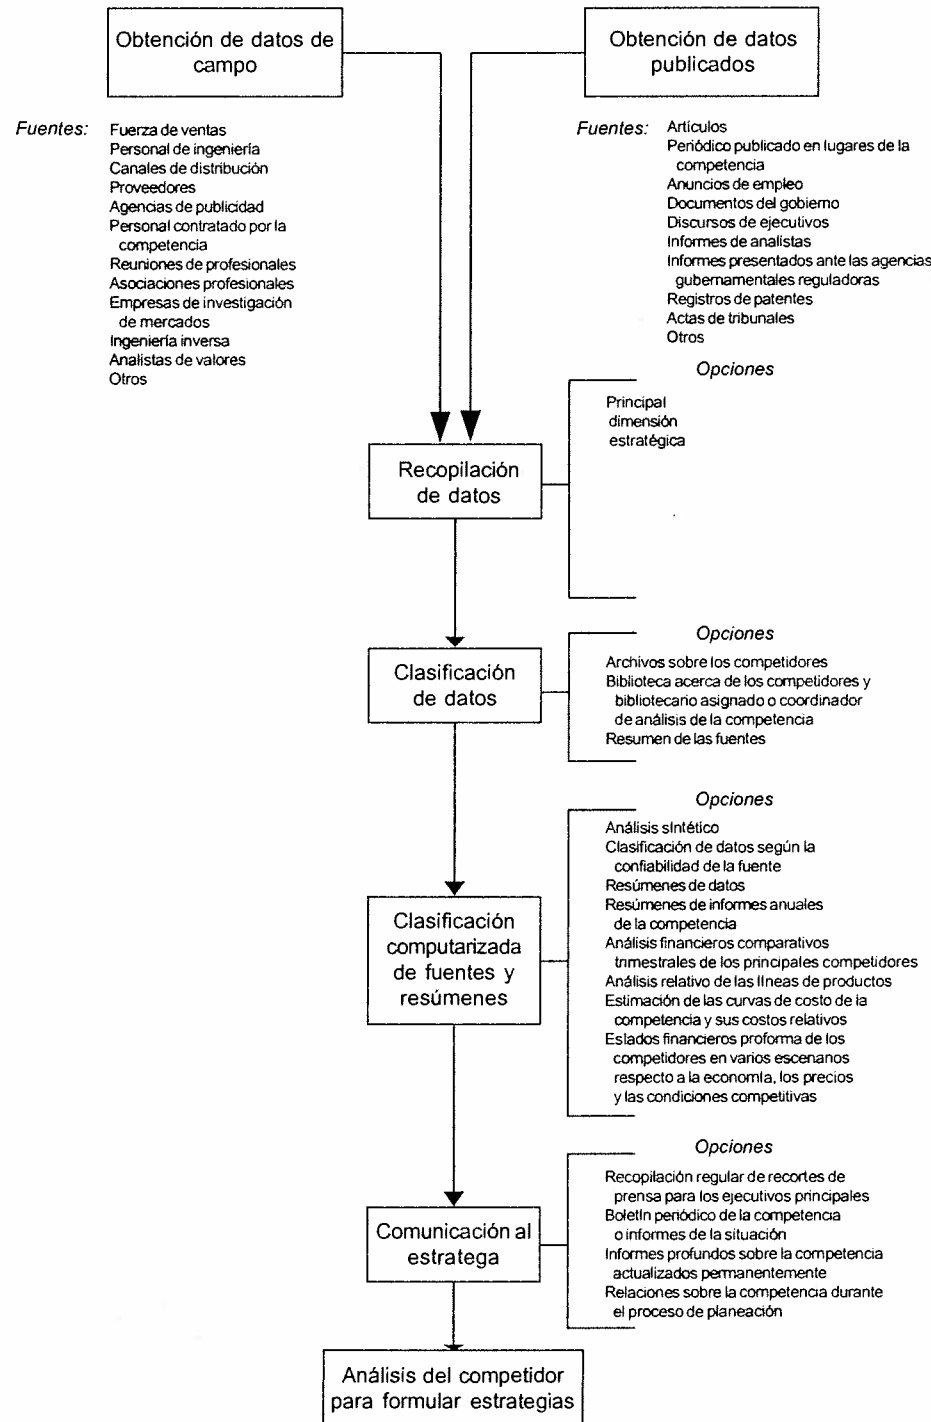 Obtención de datos de
campo
Obtención de datos
publicados
Fuentes:
Fuerza de ventas
Personal de ingeniería
Canales de distribución
Proveedores
Agencias de publicidad
Personal contratado por la
competencia
Reuniones de profesionales
Asociaciones profesionales
Empresas de investigación
de mercados
Ingeniería inversa
Analistas de valores
Otros
Fuentes:
Artículos
Periódico publicado en lugares de la
competencia
Anuncios de empleo
Documentos del gobierno
Discursos de ejecutivos
Informes de analistas
Informes presentados ante las agencias
gubernamentales reguladoras
Registros de patentes
Actas de tribunales
Otros
Opciones
Principal
dimensión
estratégica
Recopilación
de datos
Opciones
Archivos sobre los competidores
Biblioteca acerca de los competidores y
bibliotecario asignado o coordinador
de análisis de la competencia
Resumen de las fuentes
Clasificación
de datos
Opciones
Análisis sintético
Clasificación de datos según la
confiabilidad de la fuente
Resúmenes de datos
Resúmenes de informes anuales
de la competencia
Análisis financieros comparativos
trimestrales de los principales competidores
Análisis relativo de las líneas de productos
Estimación de las curvas de costo de la
competencia y sus costos relativos
Eslados financieros proforma de los
competidores en varios escenanos
respecto a la economía, los precios
y las condiciones competitivas
Clasificación
computarizada
de fuentes y
resúmenes
Opciones
Recopilación regular de recortes de
prensa para los ejecutivos principales
Boletín periódico de la competencia
o informes de la situación
Informes profundos sobre la competencia
actualizados permanentemente
Relaciones sobre la competencia durante
el proceso de planeación
Comunicación al
estratega
Análisis del competidor
para formular estrategias